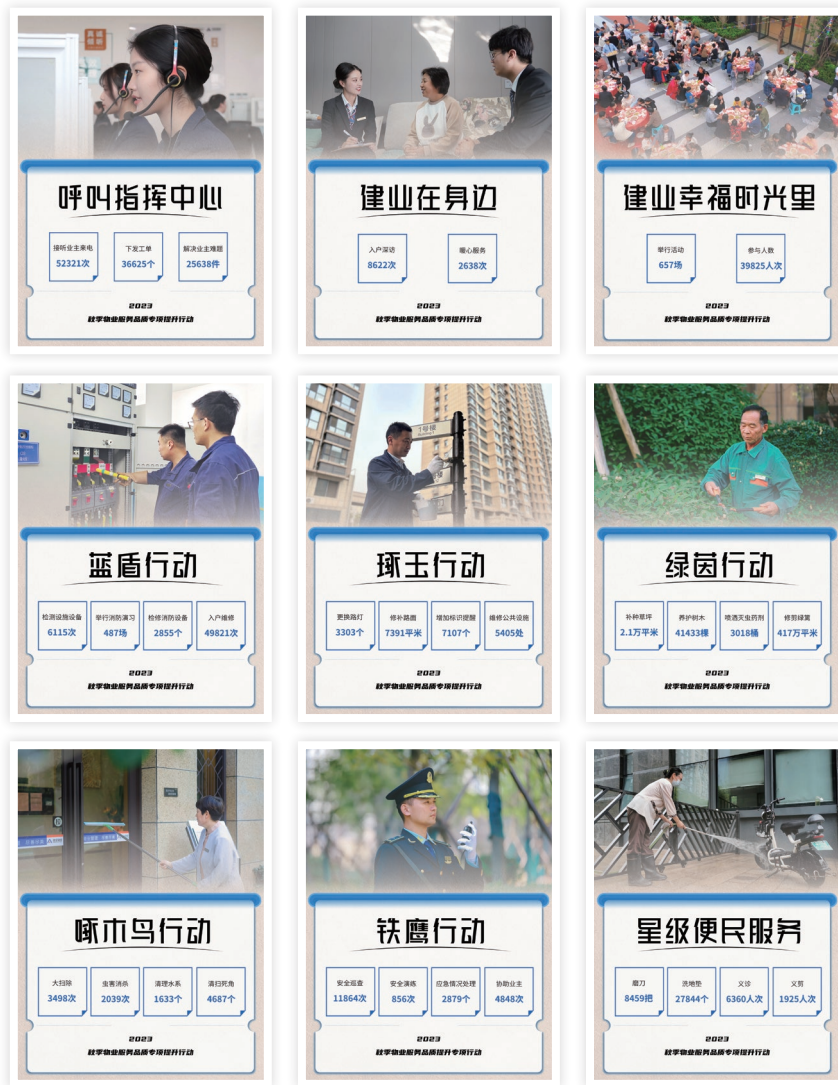 呼叫指挥中心
接听业主来电 下发工单 解决业主难题
52321次 36625个 25638件
2023
秋季物业服务品质专项提升行动
建业在身边
入户深访 暖心服务
8622次 2638次
2023
秋季物业服务品质专项提升行动
建业幸福时光里
举行活动 参与人数
657场 39825人次
2023
秋季物业服务品质专项提升行动
蓝盾行动
检测设施设备 举行消防演习 检修消防设备 入户维修
6115次 487场 2855个 49821次
2023
秋季物业服务品质专项提升行动
1号楼
琢玉行动
更换路灯 修补路面 增加标识提醒 维修公共设施
3303个 7391平米 7107个 5405处
2023
秋季物业服务品质专项提升行动
绿茵行动
补种草坪 养护树木 喷洒灭虫药剂 修剪绿篱
2.1万平米 41433棵 3018桶 417万平米
2023
秋季物业服务品质专项提升行动
啄木鸟行动
大扫除 虫害消杀 清理水系 清扫死角
3498次 2039次 1633个 4687个
2023
秋季物业服务品质专项提升行动
铁鹰行动
安全巡查 安全演练 应急情况处理 协助业主
11864次 856次 2879个 4848次
2023
秋季物业服务品质提升专项行动
星级便民服务
磨刀 洗地垫 义诊 义剪
8459把 27844个 6360人次 1925人次
2023
秋季物业服务品质专项提升行动